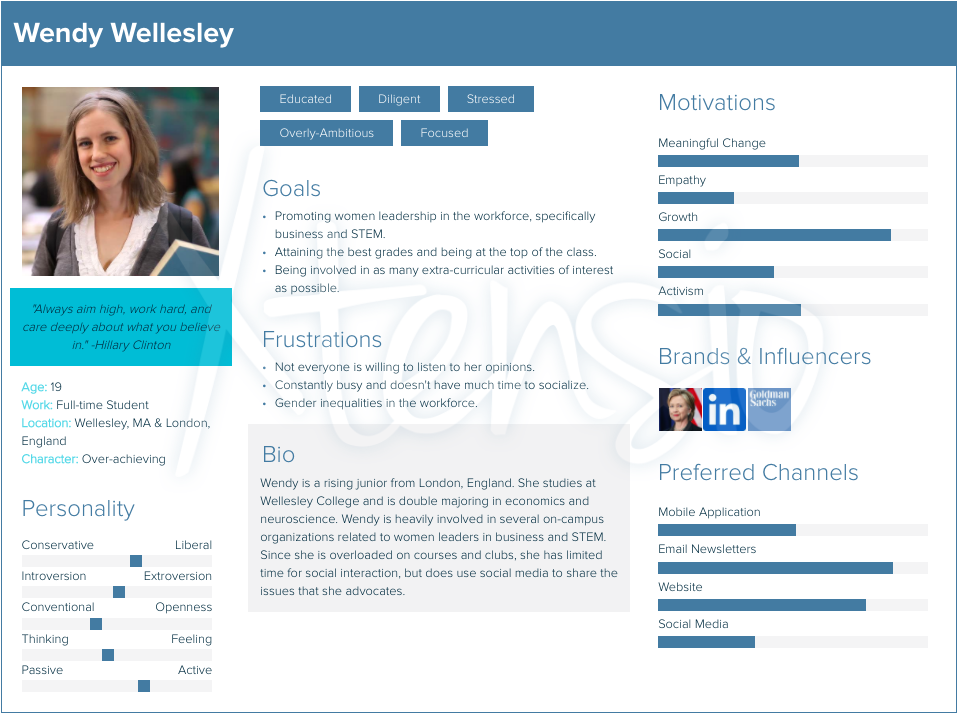 Wendy Wellesley
"Always aim high, work hard, and
care deeply about what you believe
in." -Hillary Clinton
Age: 19
Work: Full-time Student
Location: Wellesley, MA & London,
England
Character: Over-achieving
Personality
Conservative Liberal
Introversion Extroversion
Conventional Openness
Thinking Feeling
Passive Active
Educated Diligent Stressed
Overly-Ambitious Focused
Goals
• Promoting women leadership in the workforce, specifically
business and STEM.
• Attaining the best grades and being at the top of the class.
• Being involved in as many extra-curricular activities of interest
as possible.
Frustrations
• Not everyone is willing to listen to her opinions.
• Constantly busy and doesn't have much time to socialize.
• Gender inequalities in the workforce.
Bio
Wendy is a rising junior from London, England. She studies at
Wellesley College and is double majoring in economics and
neuroscience. Wendy is heavily involved in several on-campus
organizations related to women leaders in business and STEM.
Since she is overloaded on courses and clubs, she has limited
time for social interaction, but does use social media to share the
issues that she advocates.
Motivations
Meaningful Change
Empathy
Growth
Social
Activism
Brands & Influencers
in
Goldman
Sachs
Preferred Channels
Mobile Application
Email Newsletters
Website
Social Media
Xtensio